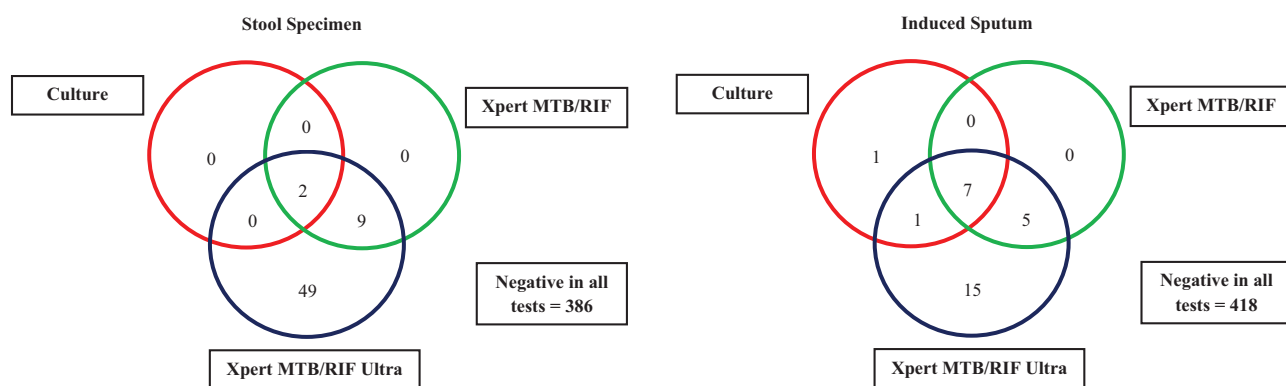 Stool Specimen
Culture
Xpert MTB/RIF
0
0
0
2
0
9
49
Negative in all
tests = 386
Xpert MTB/RIF Ultra
Induced Sputum
Culture
Xpert MTB/RIF
0
1
0
7
1
5
15
Negative in all
tests = 418
Xpert MTB/RIF Ultra